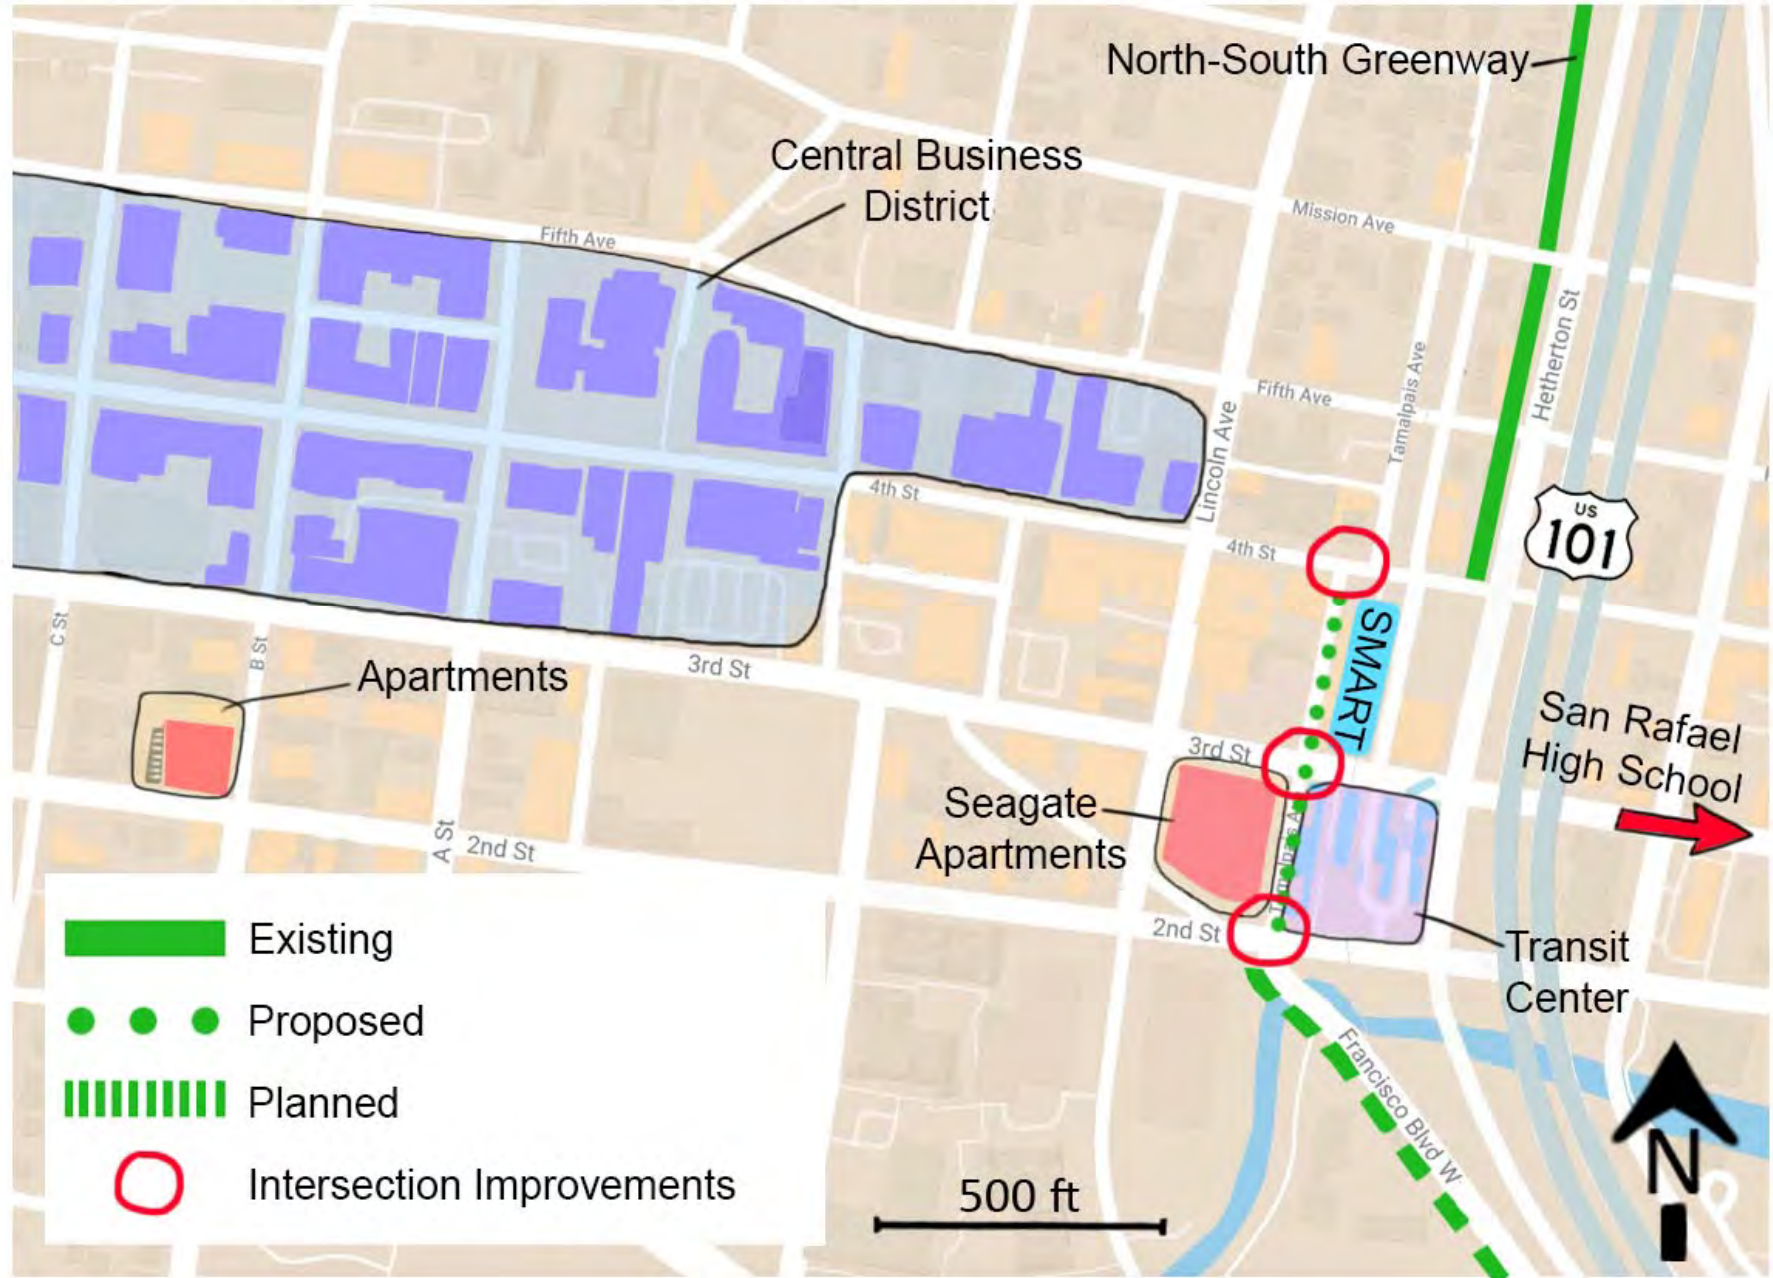 North-South Greenway
Central Business
District
Mission Ave
Fifth Ave
Hetherton St
Tamalpais Ave
Fifth Ave
Lincoln Ave
4th St
US
101
4th St
SMART
C St
B St
Apartments
3rd St
San Rafael
High School
3rd St
Seagate
Apartments
A St
2nd St
2nd St
Transit
Center
Existing
Proposed
Planned
Intersection Improvements
Francisco Blvd W
500 ft
N